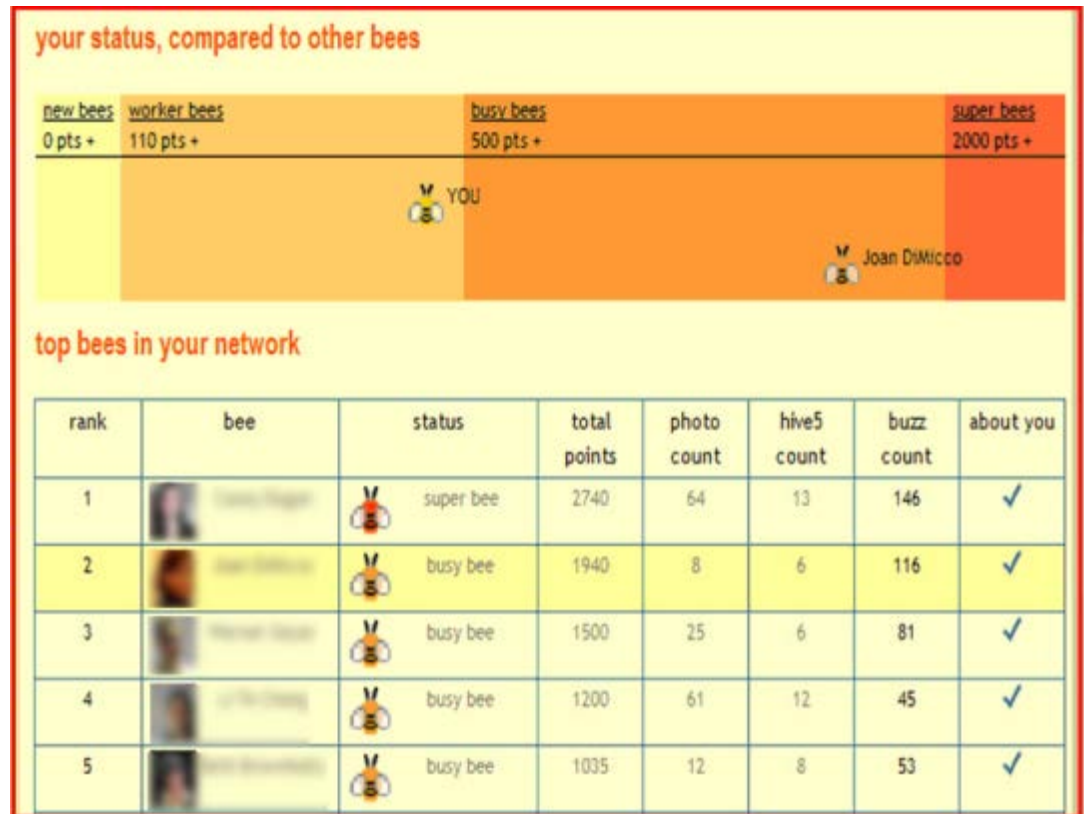 your status, compared to other bees
new bees worker bees busy bees super bees
0 pts + 110 pts + 500 pts + 2000 pts +
YOU
Joan DiMicco
top bees in your network
rank bee status total points photo count hive5 count buzz count about you
1 super bee 2740 64 13 146
2 busy bee 1940 8 6 116
3 busy bee 1500 25 6 81
4 busy bee 1200 61 12 45
5 busy bee 1035 12 8 53